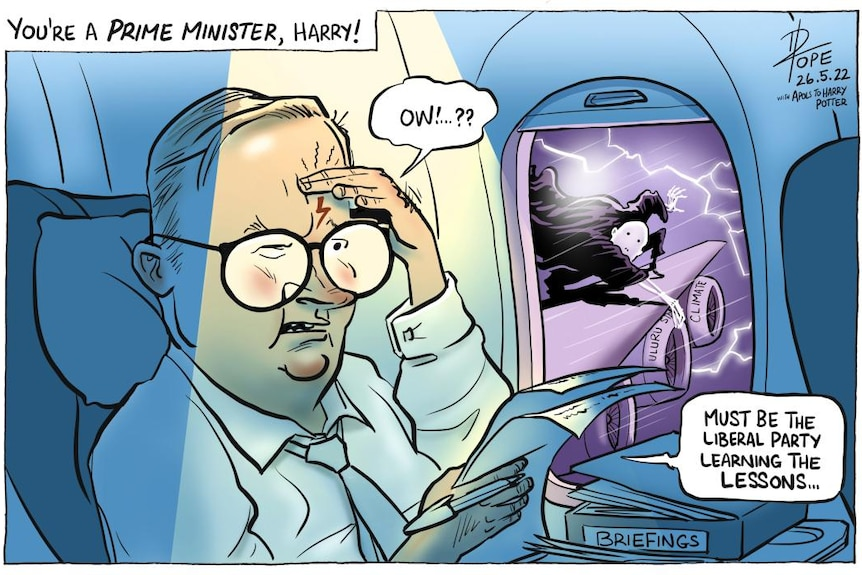 YOU'RE A PRIME MINISTER, HARRY!
D POPE
26.5.22
WITH APOLS TO HARRY
POTTER
OW!...??
ULURU
CLIMATE
MUST BE THE
LIBERAL PARTY
LEARNING THE
LESSONS...
BRIEFINGS